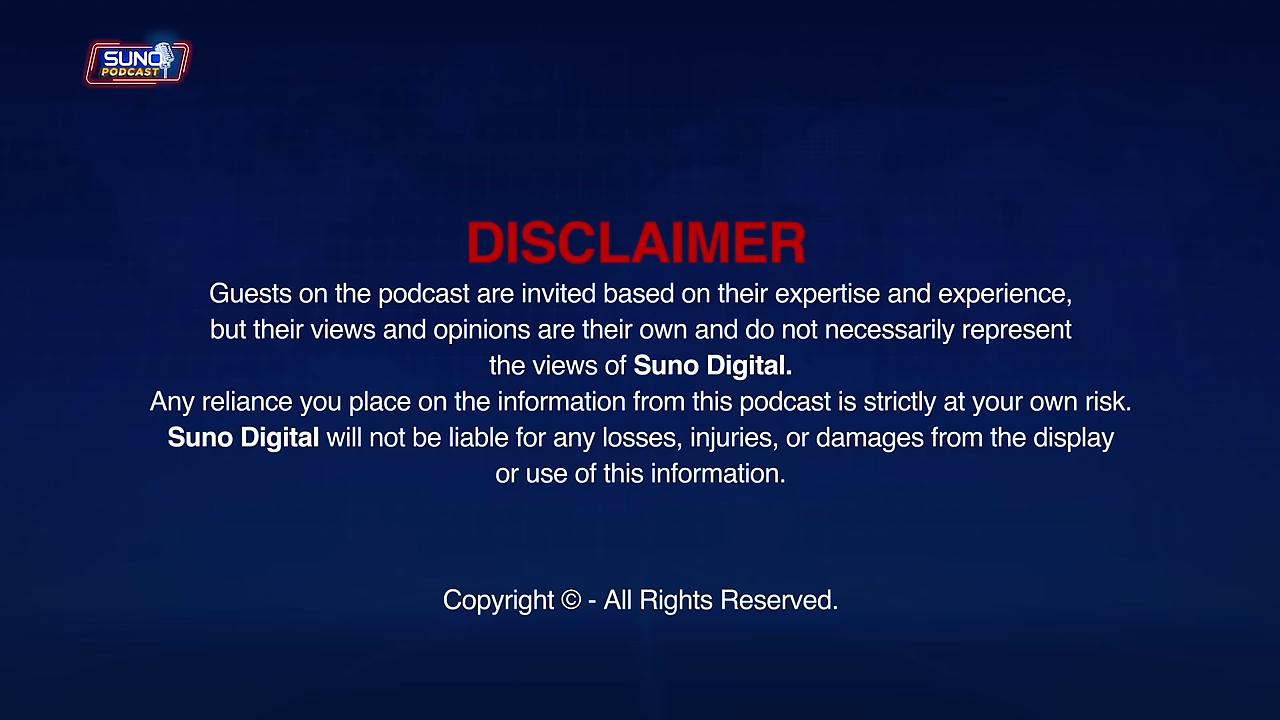 SUNO
PODCAST
DISCLAIMER
Guests on the podcast are invited based on their expertise and experience,
but their views and opinions are their own and do not necessarily represent
the views of Suno Digital.
Any reliance you place on the information from this podcast is strictly at your own risk.
Suno Digital will not be liable for any losses, injuries, or damages from the display
or use of this information.
Copyright © - All Rights Reserved.